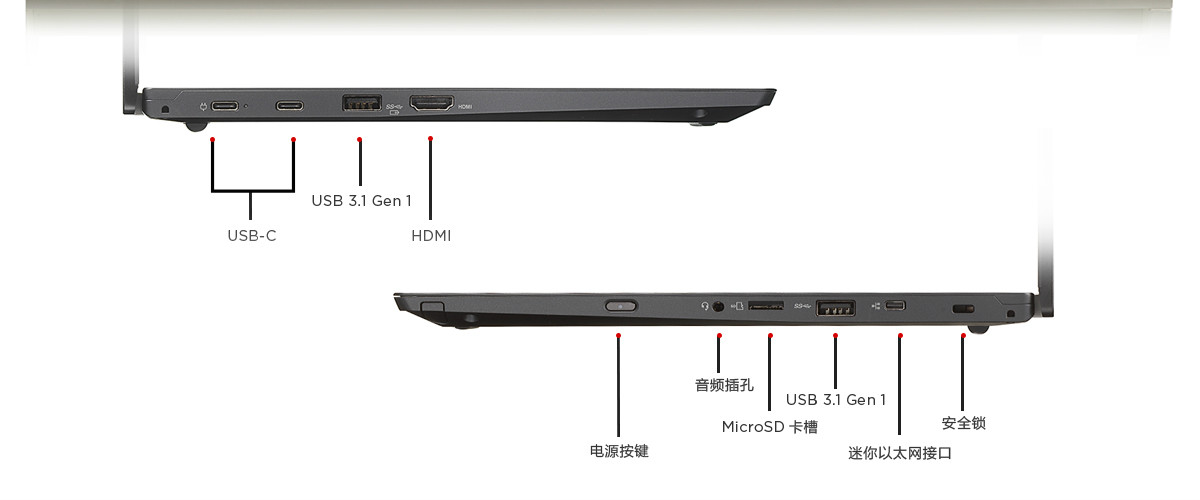 HDMI
USB 3.1 Gen 1
USB-C
HDMI
音频插孔
USB 3.1 Gen 1
MicroSD 卡槽
安全锁
电源按键
迷你以太网接口